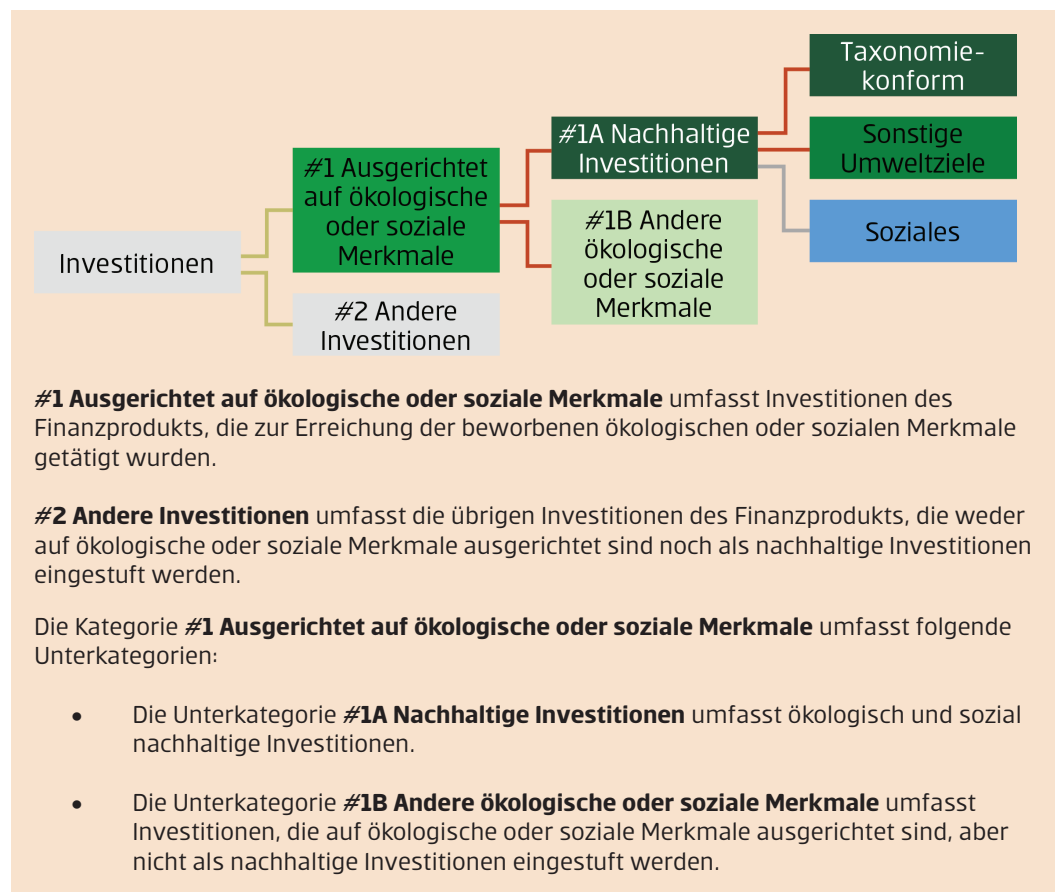 Taxonomie-
konform
#1A Nachhaltige
Investitionen
Sonstige
Umweltziele
#1 Ausgerichtet
auf ökologische
oder soziale
Merkmale
#1B Andere
ökologische
oder soziale
Merkmale
Soziales
Investitionen
#2 Andere
Investitionen
#1 Ausgerichtet auf ökologische oder soziale Merkmale umfasst Investitionen des
Finanzprodukts, die zur Erreichung der beworbenen ökologischen oder sozialen Merkmale
getätigt wurden.
#2 Andere Investitionen umfasst die übrigen Investitionen des Finanzprodukts, die weder
auf ökologische oder soziale Merkmale ausgerichtet sind noch als nachhaltige Investitionen
eingestuft werden.
Die Kategorie #1 Ausgerichtet auf ökologische oder soziale Merkmale umfasst folgende
Unterkategorien:
• Die Unterkategorie #1A Nachhaltige Investitionen umfasst ökologisch und sozial
nachhaltige Investitionen.
• Die Unterkategorie #1B Andere ökologische oder soziale Merkmale umfasst
Investitionen, die auf ökologische oder soziale Merkmale ausgerichtet sind, aber
nicht als nachhaltige Investitionen eingestuft werden.